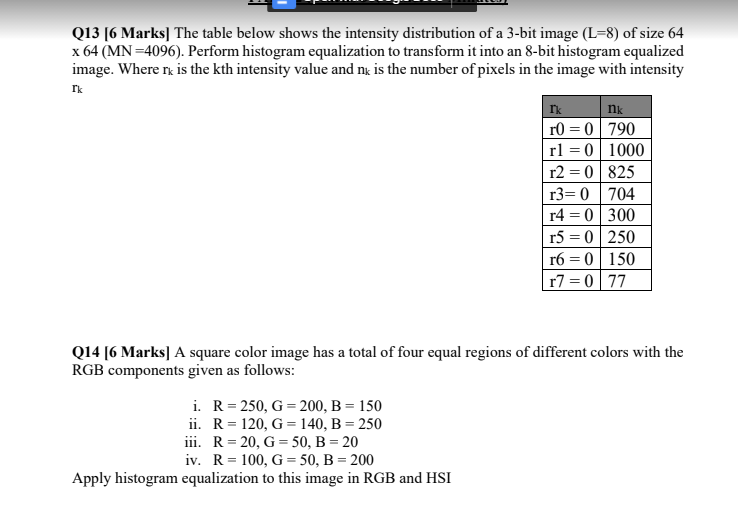 Q13 [6 Marks] The table below shows the intensity distribution of a 3-bit image (L=8) of size 64
x 64 (MN =4096). Perform histogram equalization to transform it into an 8-bit histogram equalized
image. Where rk is the kth intensity value and nk is the number of pixels in the image with intensity
rk
rk nk
r0 = 0 790
r1 = 0 1000
r2 = 0 825
r3= 0 704
r4 = 0 300
r5 = 0 250
r6 = 0 150
r7 = 0 77
Q14 [6 Marks] A square color image has a total of four equal regions of different colors with the
RGB components given as follows:
i. R = 250, G = 200, B = 150
ii. R = 120, G = 140, B = 250
iii. R = 20, G = 50, B = 20
iv. R = 100, G = 50, B = 200
Apply histogram equalization to this image in RGB and HSI